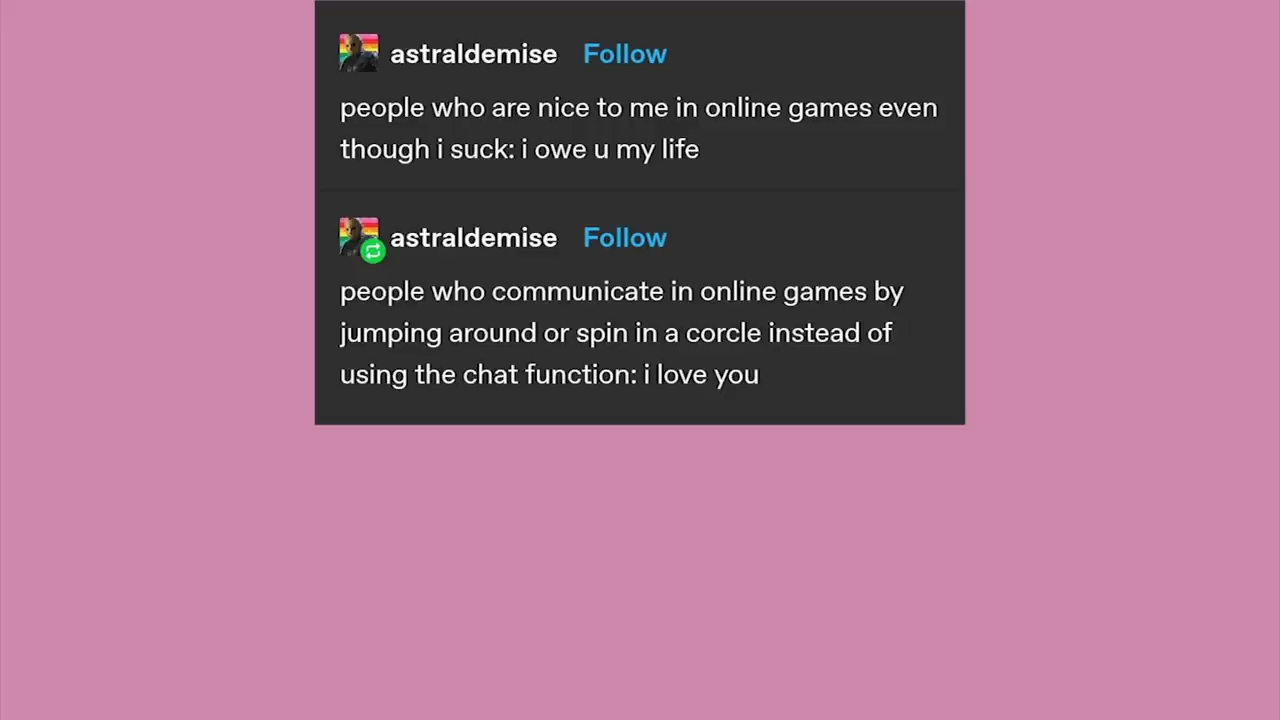 astraldemise Follow
people who are nice to me in online games even
though i suck: i owe u my life
astraldemise Follow
people who communicate in online games by
jumping around or spin in a corcle instead of
using the chat function: i love you